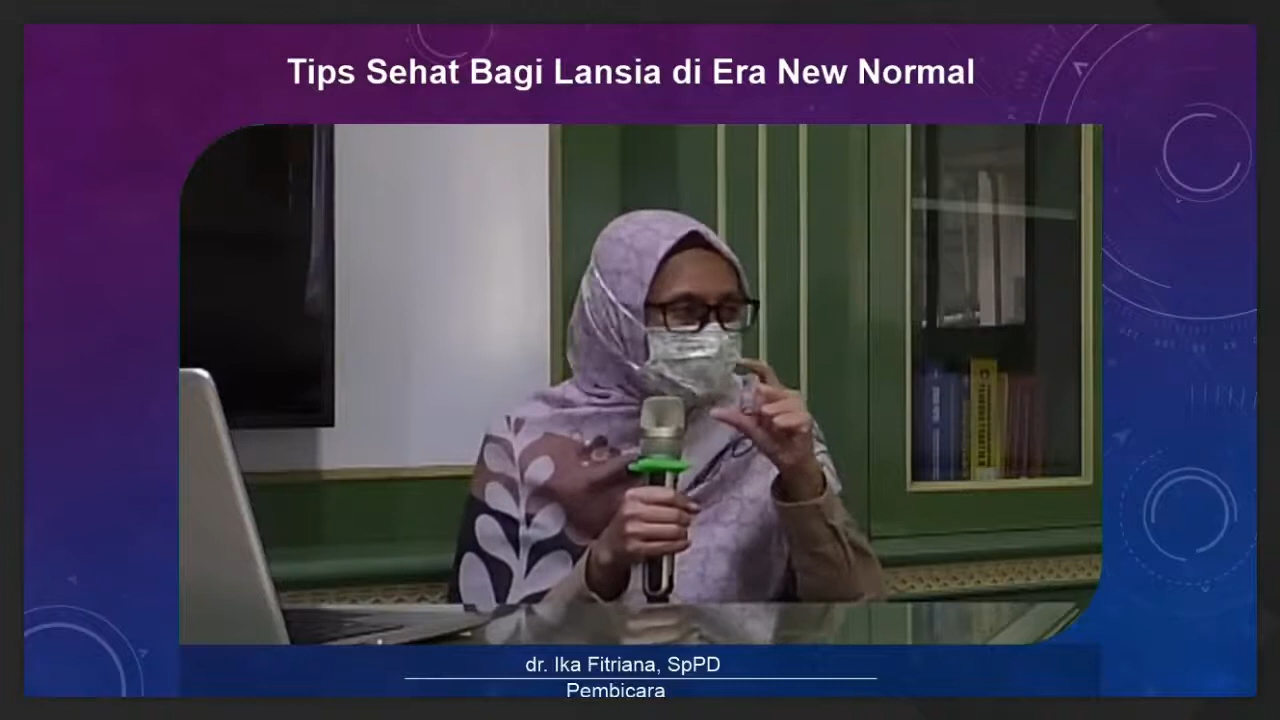 Tips Sehat Bagi Lansia di Era New Normal
dr. Ika Fitriana, SpPD
Pembicara